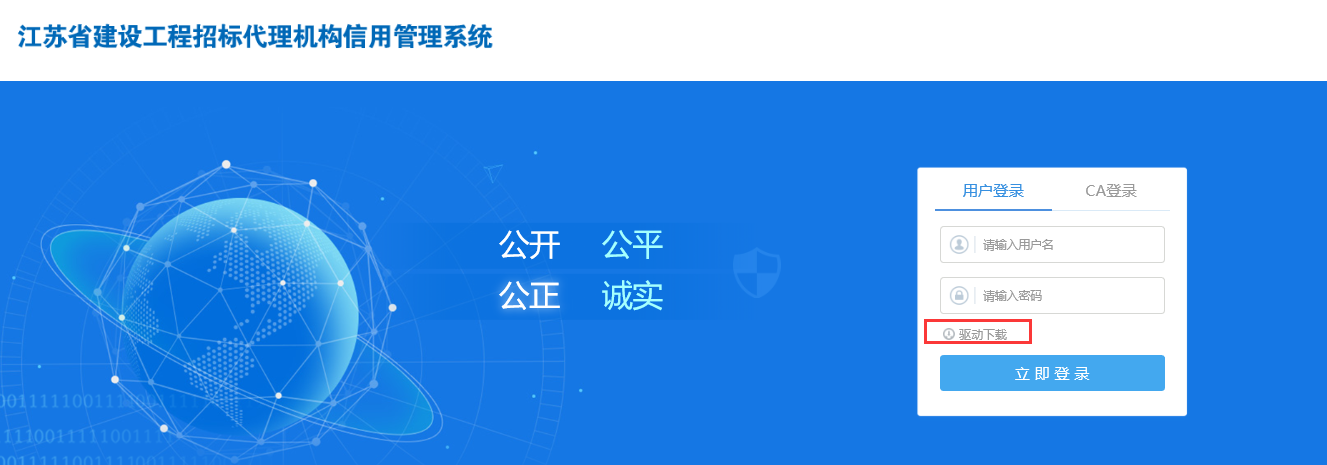 江苏省建设工程招标代理机构信用管理系统
用户登录 CA登录
公开 公平
请输入用户名
公正 诚实
请输入密码
驱动下载
立即登录